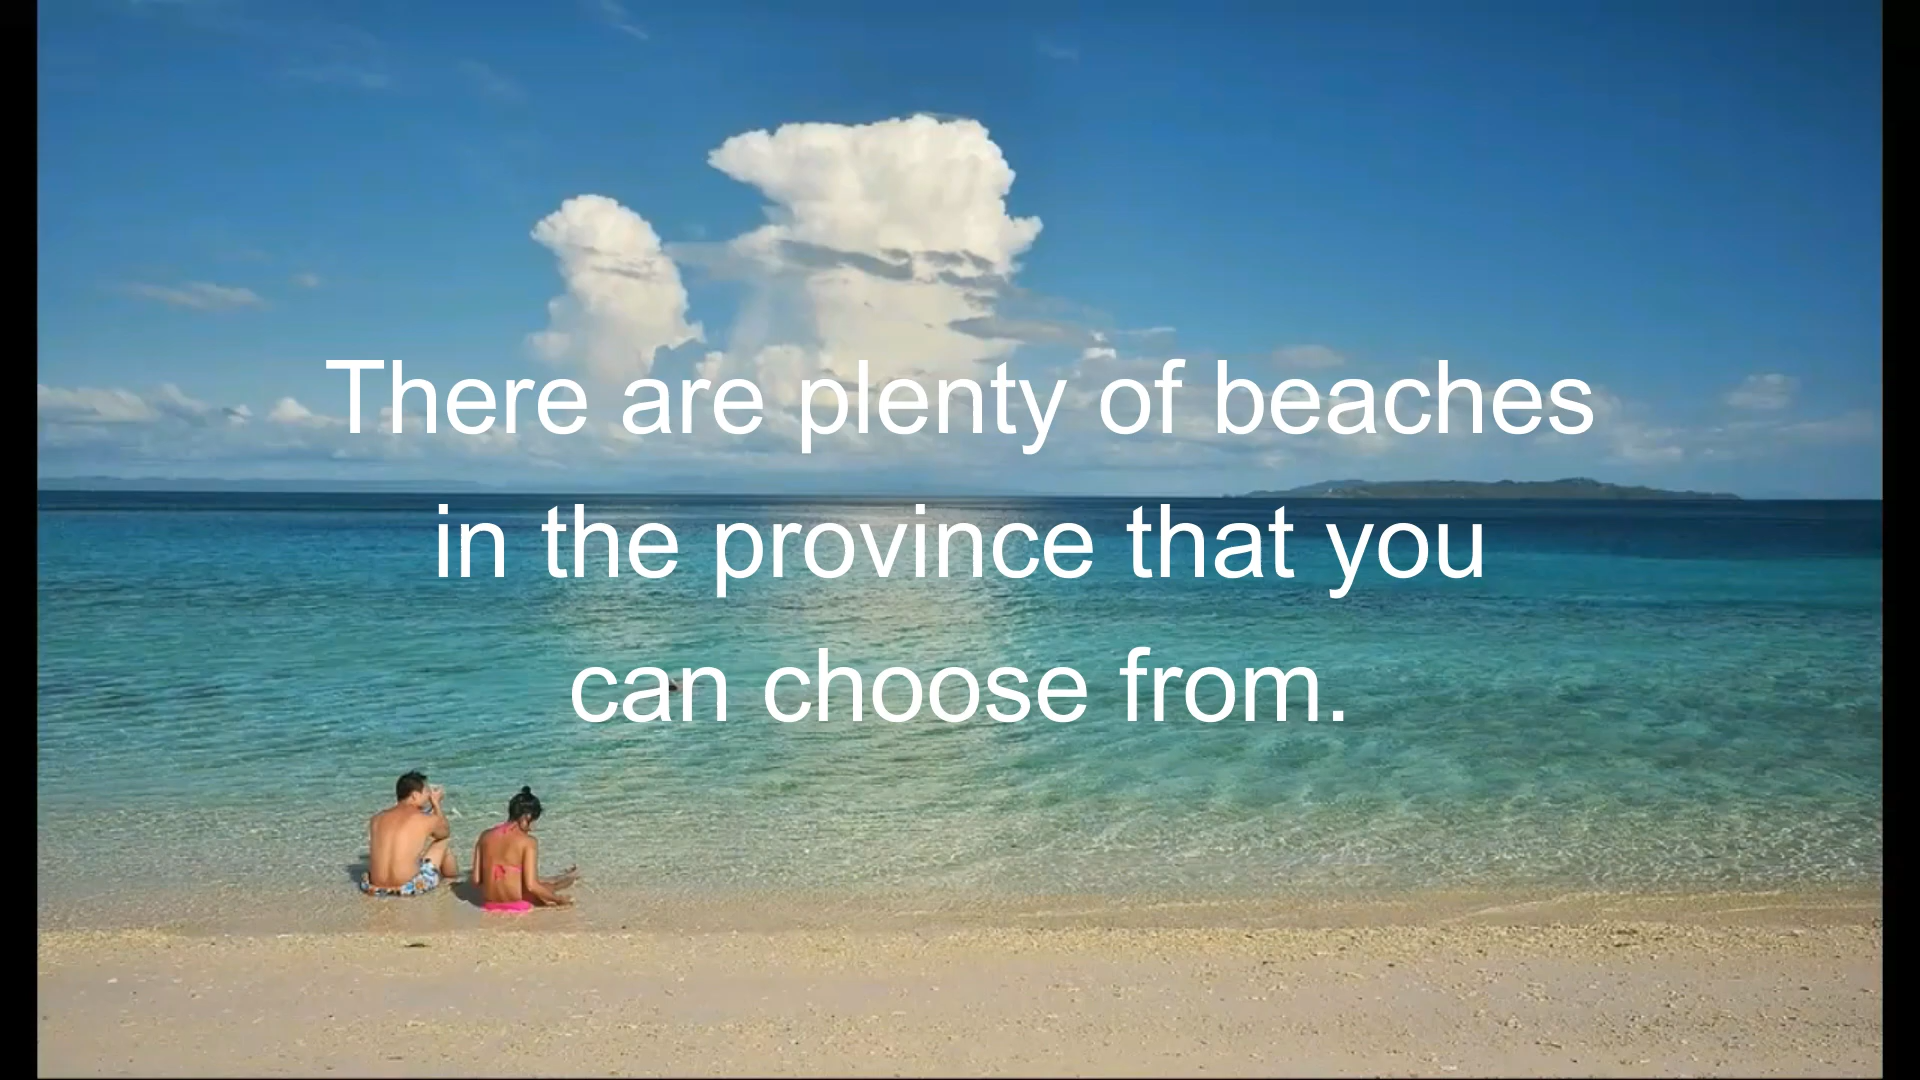 There are plenty of beaches
in the province that you
can choose from.